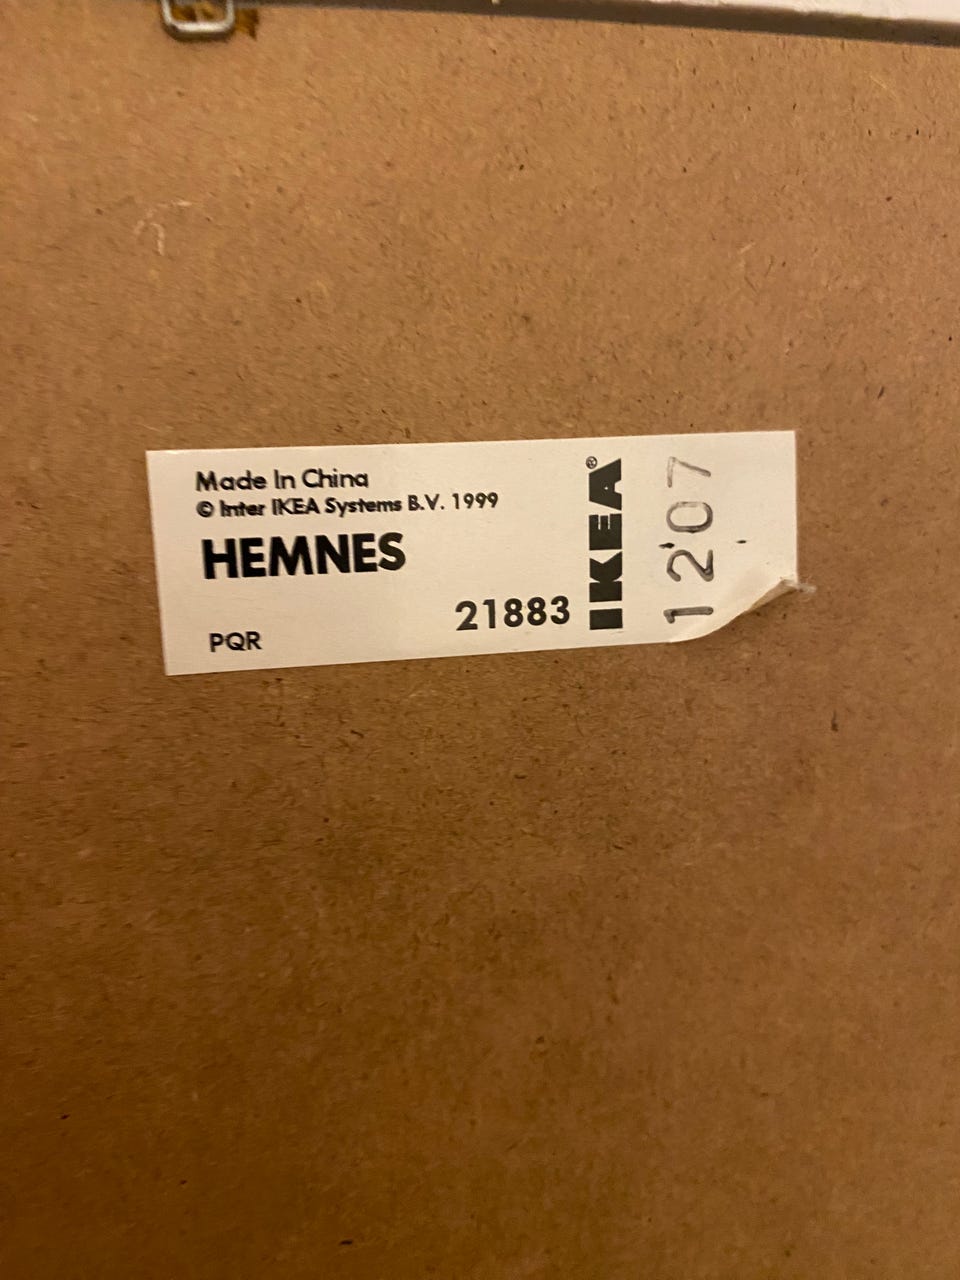 Made In China
© Inter IKEA Systems B.V. 1999
HEMNES
21883
PQR
IKEA®
1207